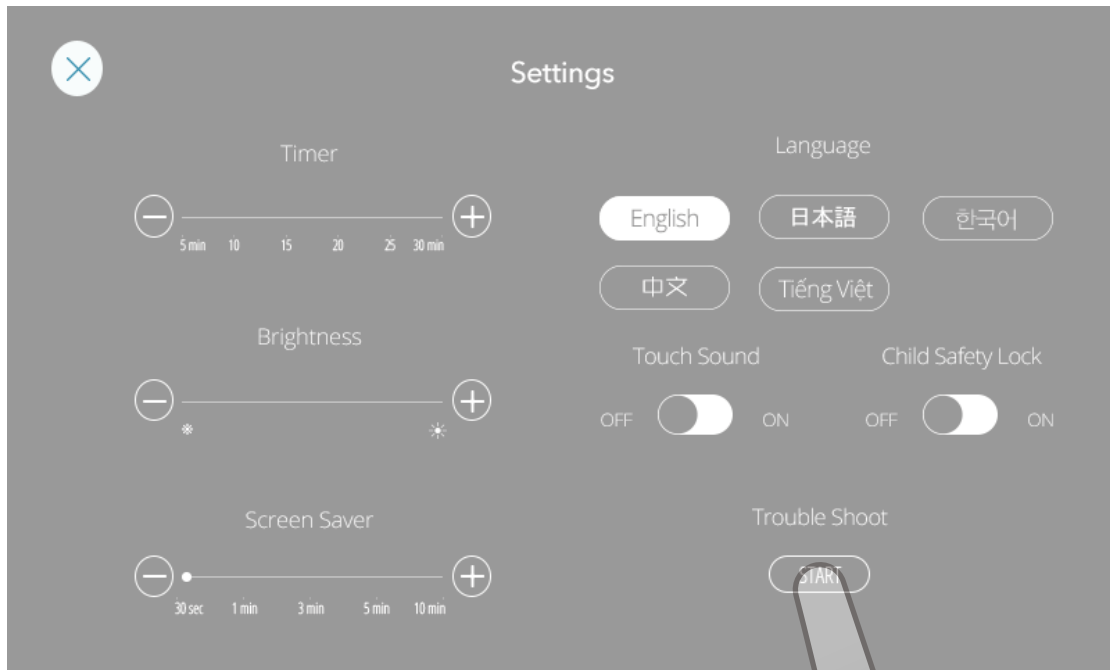 Settings
Timer
5 min 10 15 20 25 30 min
Brightness
Screen Saver
30 sec 1 min 3 min 5 min 10 min
Language
English 日本語 한국어
中文 Tiếng Việt
Touch Sound
OFF ON
Child Safety Lock
OFF ON
Trouble Shoot
START